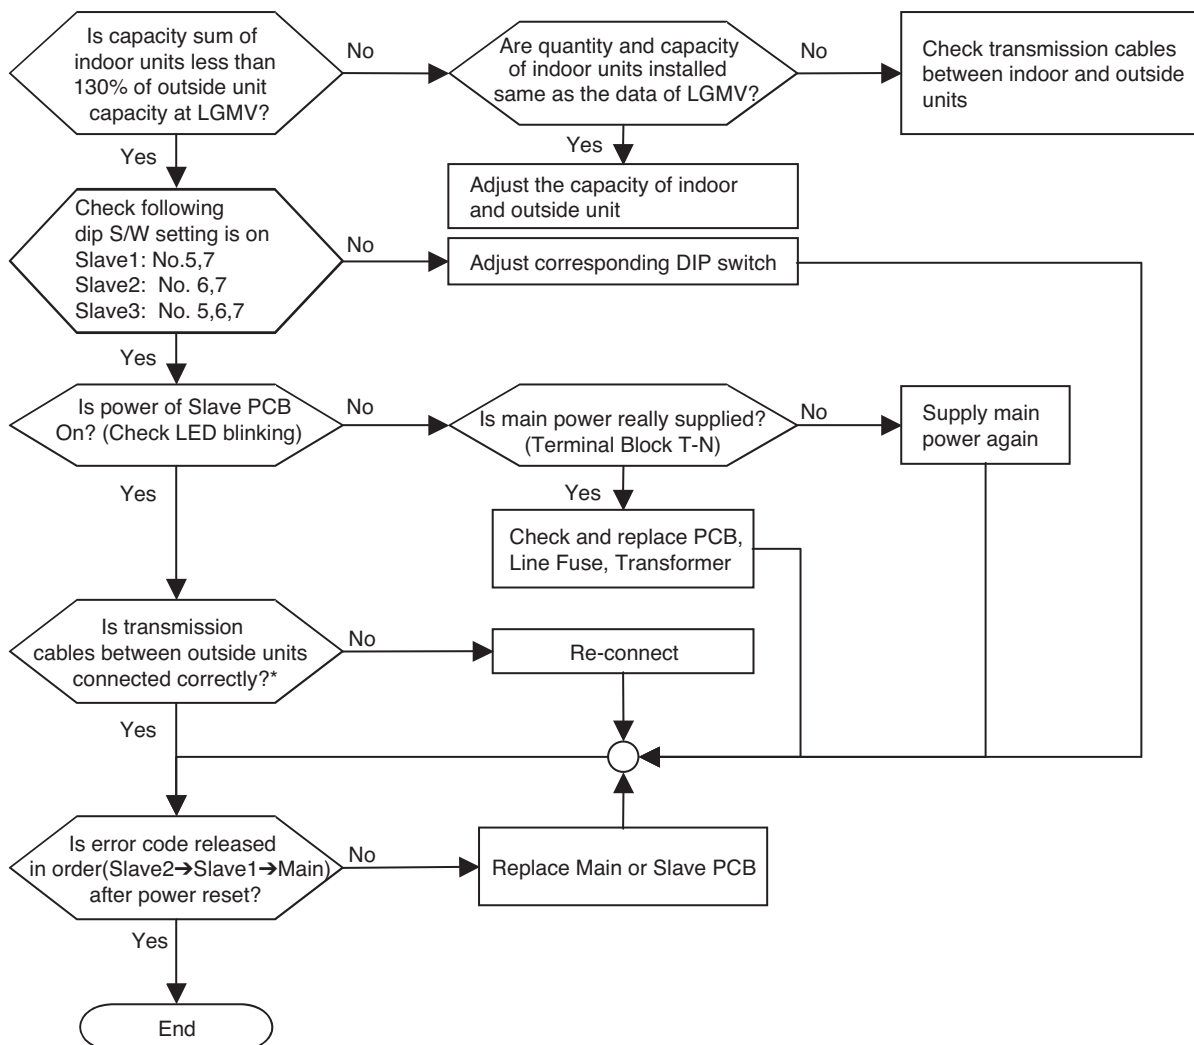 Is capacity sum of
indoor units less than
130% of outside unit
capacity at LGMV?
No
Are quantity and capacity
of indoor units installed
same as the data of LGMV?
No
Check transmission cables
between indoor and outside
units
Yes
Yes
Adjust the capacity of indoor
and outside unit
Check following
dip S/W setting is on
Slave1: No.5,7
Slave2: No. 6,7
Slave3: No. 5,6,7
No
Adjust corresponding DIP switch
Yes
Is power of Slave PCB
On? (Check LED blinking)
No
Is main power really supplied?
(Terminal Block T-N)
No
Supply main
power again
Yes
Yes
Check and replace PCB,
Line Fuse, Transformer
Is transmission
cables between outside units
connected correctly?*
No
Re-connect
Yes
Is error code released
in order(Slave2➔Slave1➔Main)
after power reset?
No
Replace Main or Slave PCB
Yes
End